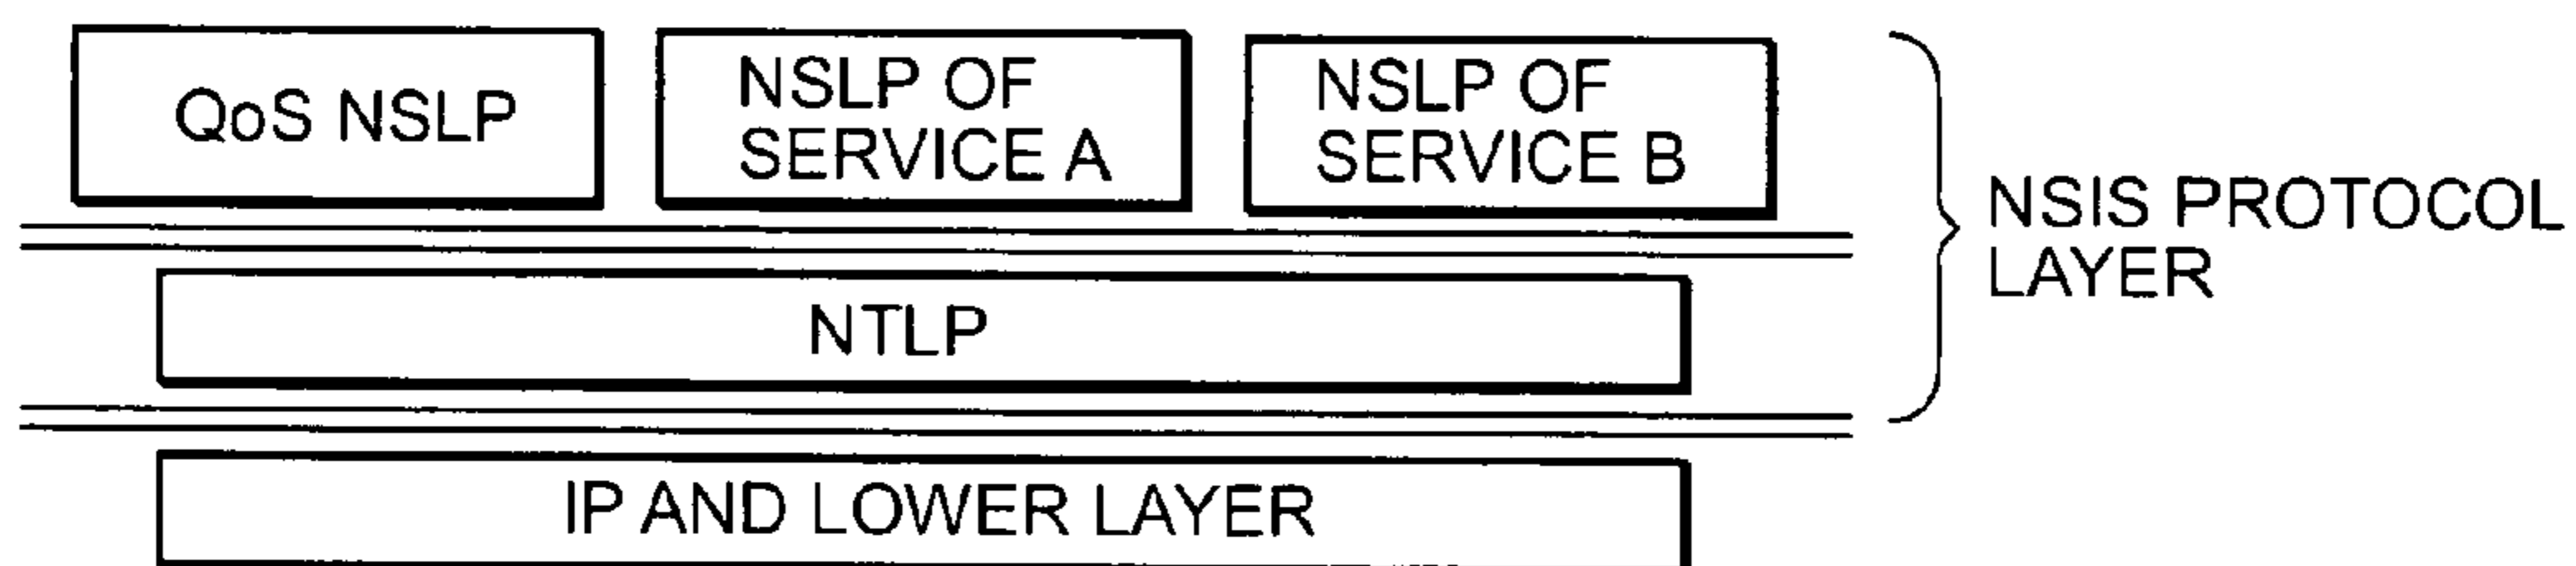 QoS NSLP
NSLP OF
SERVICE A
NSLP OF
SERVICE B
NSIS PROTOCOL
LAYER
NTLP
IP AND LOWER LAYER